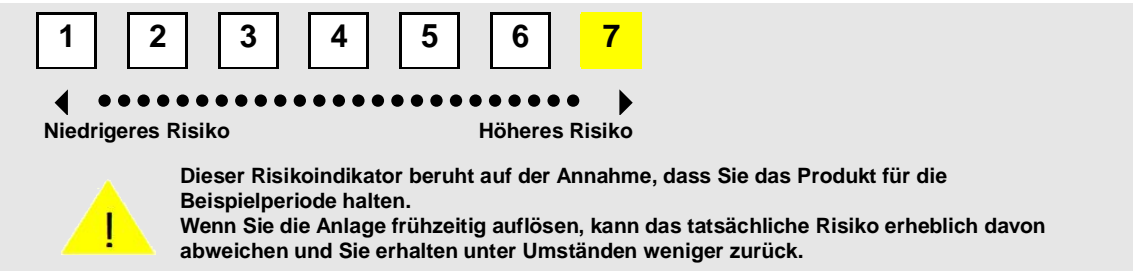 1 2 3 4 5 6 7
Niedrigeres Risiko Höheres Risiko
Dieser Risikoindikator beruht auf der Annahme, dass Sie das Produkt für die
Beispielperiode halten.
Wenn Sie die Anlage frühzeitig auflösen, kann das tatsächliche Risiko erheblich davon
abweichen und Sie erhalten unter Umständen weniger zurück.
!